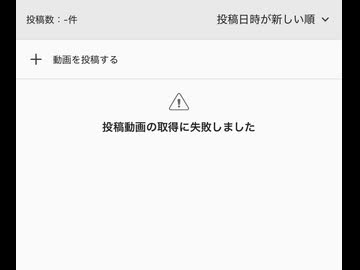 投稿数：-件
投稿日時が新しい順
動画を投稿する
投稿動画の取得に失敗しました